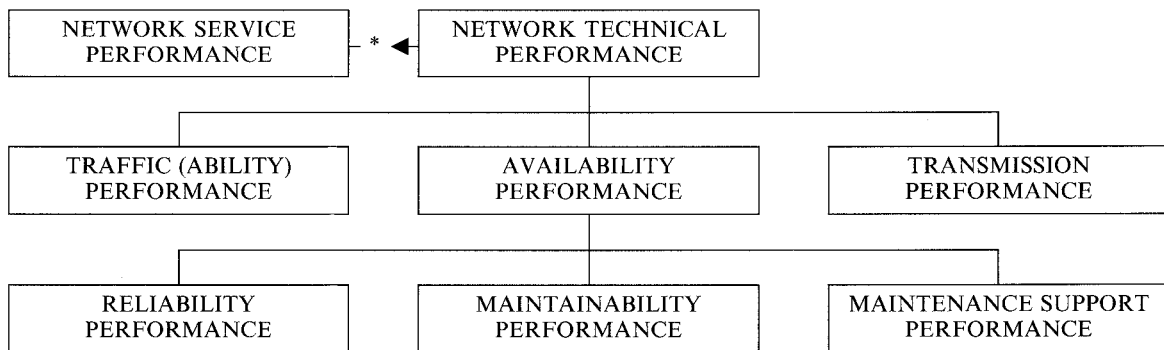 NETWORK SERVICE
PERFORMANCE
*
NETWORK TECHNICAL
PERFORMANCE
TRAFFIC (ABILITY)
PERFORMANCE
AVAILABILITY
PERFORMANCE
TRANSMISSION
PERFORMANCE
RELIABILITY
PERFORMANCE
MAINTAINABILITY
PERFORMANCE
MAINTENANCE SUPPORT
PERFORMANCE